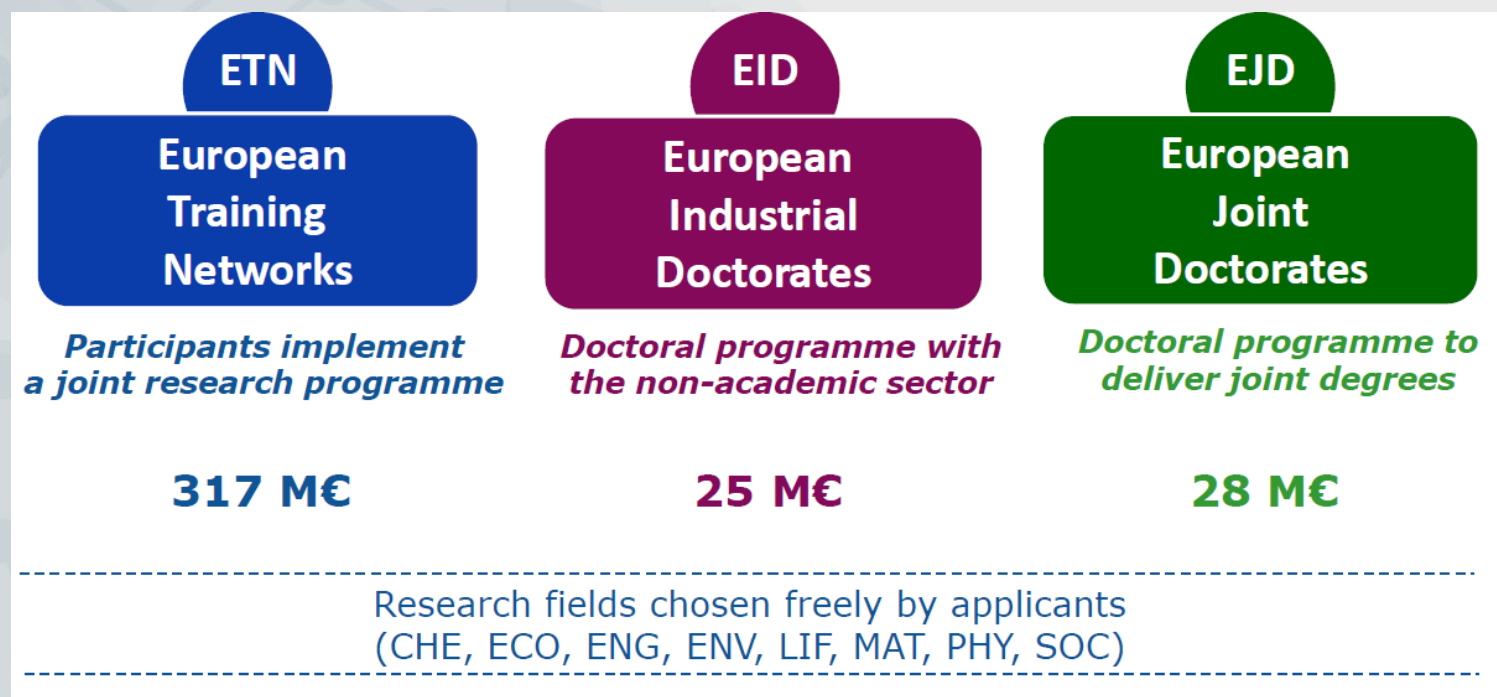 ETN
European
Training
Networks
Participants implement
a joint research programme
317 M€
EID
European
Industrial
Doctorates
Doctoral programme with
the non-academic sector
25 M€
EJD
European
Joint
Doctorates
Doctoral programme to
deliver joint degrees
28 M€
Research fields chosen freely by applicants
(CHE, ECO, ENG, ENV, LIF, MAT, PHY, SOC)